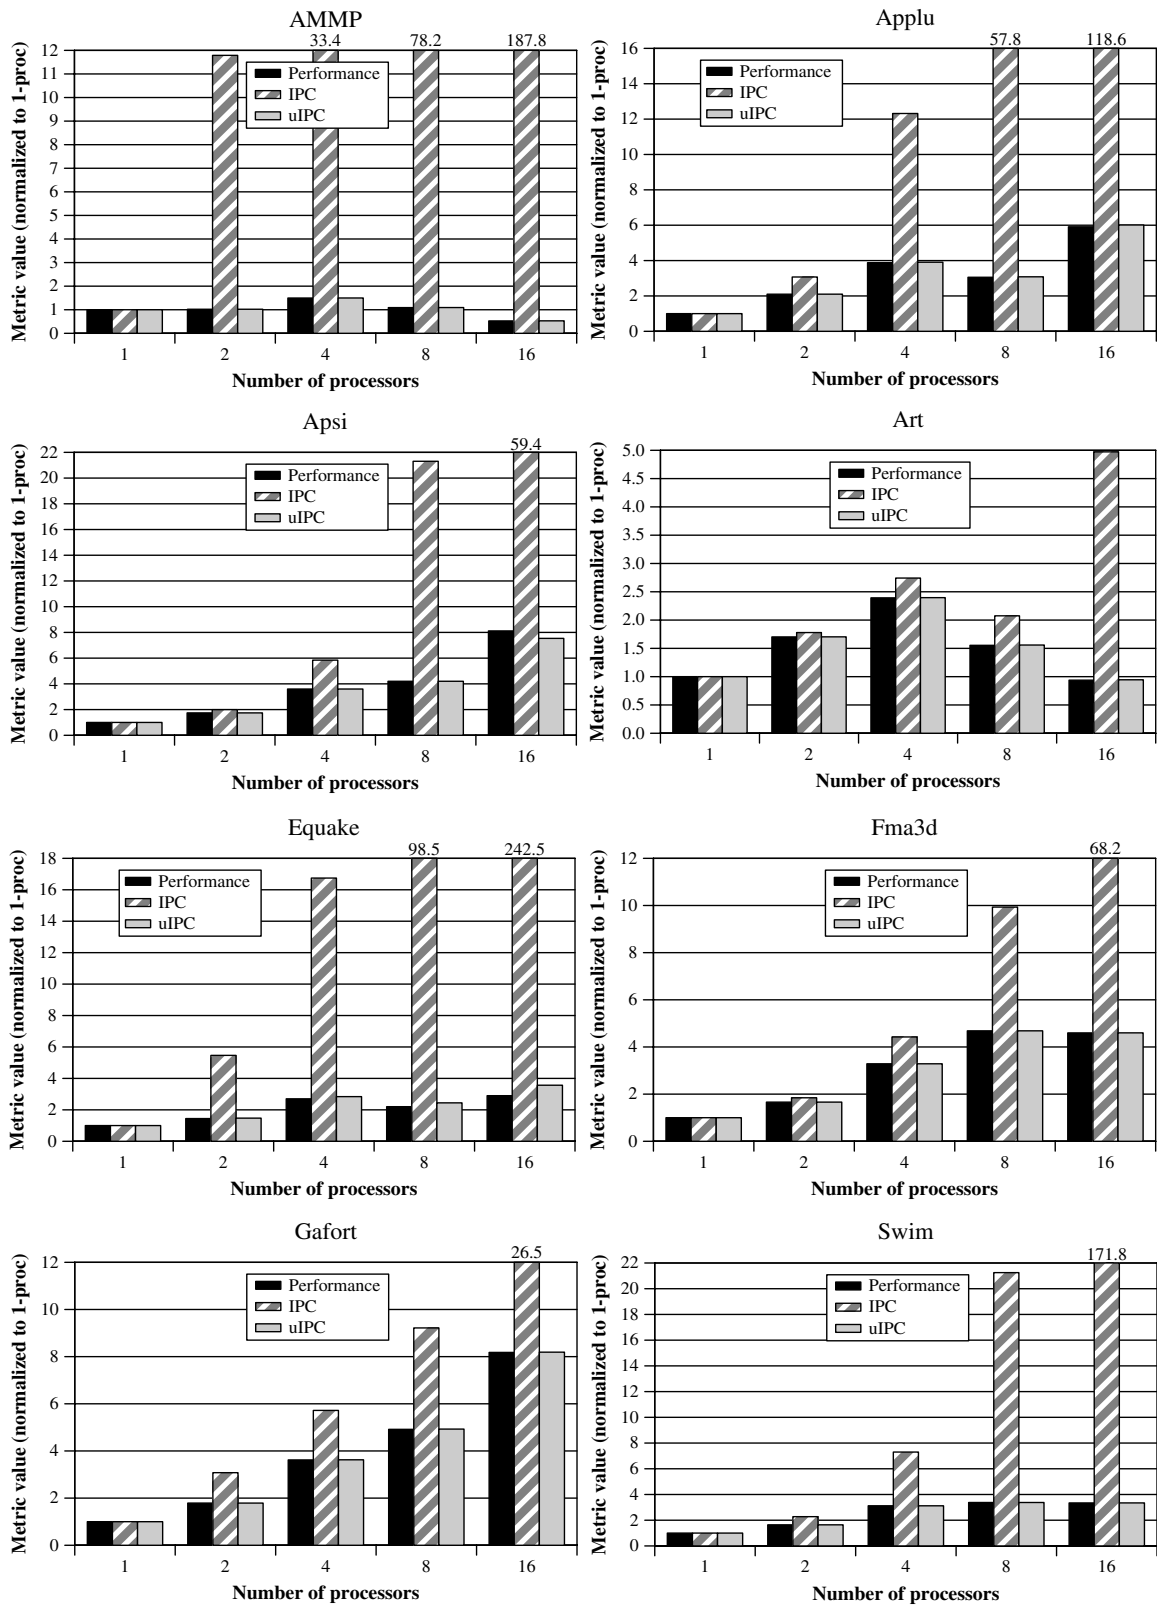 AMMP
33.4 78.2 187.8
Metric value (normalized to 1-proc)
12
11
10
9
8
7
6
5
4
3
2
1
0
Performance
IPC
uIPC
1 2 4 8 16
Number of processors
Applu
57.8 118.6
Metric value (normalized to 1-proc)
16
14
12
10
8
6
4
2
0
Performance
IPC
uIPC
1 2 4 8 16
Number of processors
Apsi
59.4
Metric value (normalized to 1-proc)
22
20
18
16
14
12
10
8
6
4
2
0
Performance
IPC
uIPC
1 2 4 8 16
Number of processors
Art
Metric value (normalized to 1-proc)
5.0
4.5
4.0
3.5
3.0
2.5
2.0
1.5
1.0
0.5
0.0
Performance
IPC
uIPC
1 2 4 8 16
Number of processors
Equake
98.5 242.5
Metric value (normalized to 1-proc)
18
16
14
12
10
8
6
4
2
0
Performance
IPC
uIPC
1 2 4 8 16
Number of processors
Fma3d
68.2
Metric value (normalized to 1-proc)
12
10
8
6
4
2
0
Performance
IPC
uIPC
1 2 4 8 16
Number of processors
Gafort
26.5
Metric value (normalized to 1-proc)
12
10
8
6
4
2
0
Performance
IPC
uIPC
1 2 4 8 16
Number of processors
Swim
171.8
Metric value (normalized to 1-proc)
22
20
18
16
14
12
10
8
6
4
2
0
Performance
IPC
uIPC
1 2 4 8 16
Number of processors